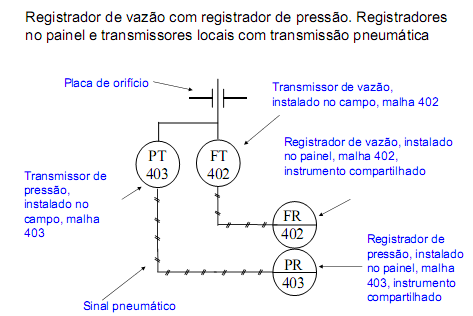 Registrador de vazão com registrador de pressão. Registradores
no painel e transmissores locais com transmissão pneumática
Placa de orifício
Transmissor de vazão,
instalado no campo, malha 402
Registrador de vazão, instalado
no painel, malha 402,
instrumento compartilhado
PT
403
FT
402
Transmissor de
pressão,
instalado no
campo, malha
403
FR
402
Registrador de
pressão, instalado
no painel, malha
403, instrumento
compartilhado
PR
403
Sinal pneumático